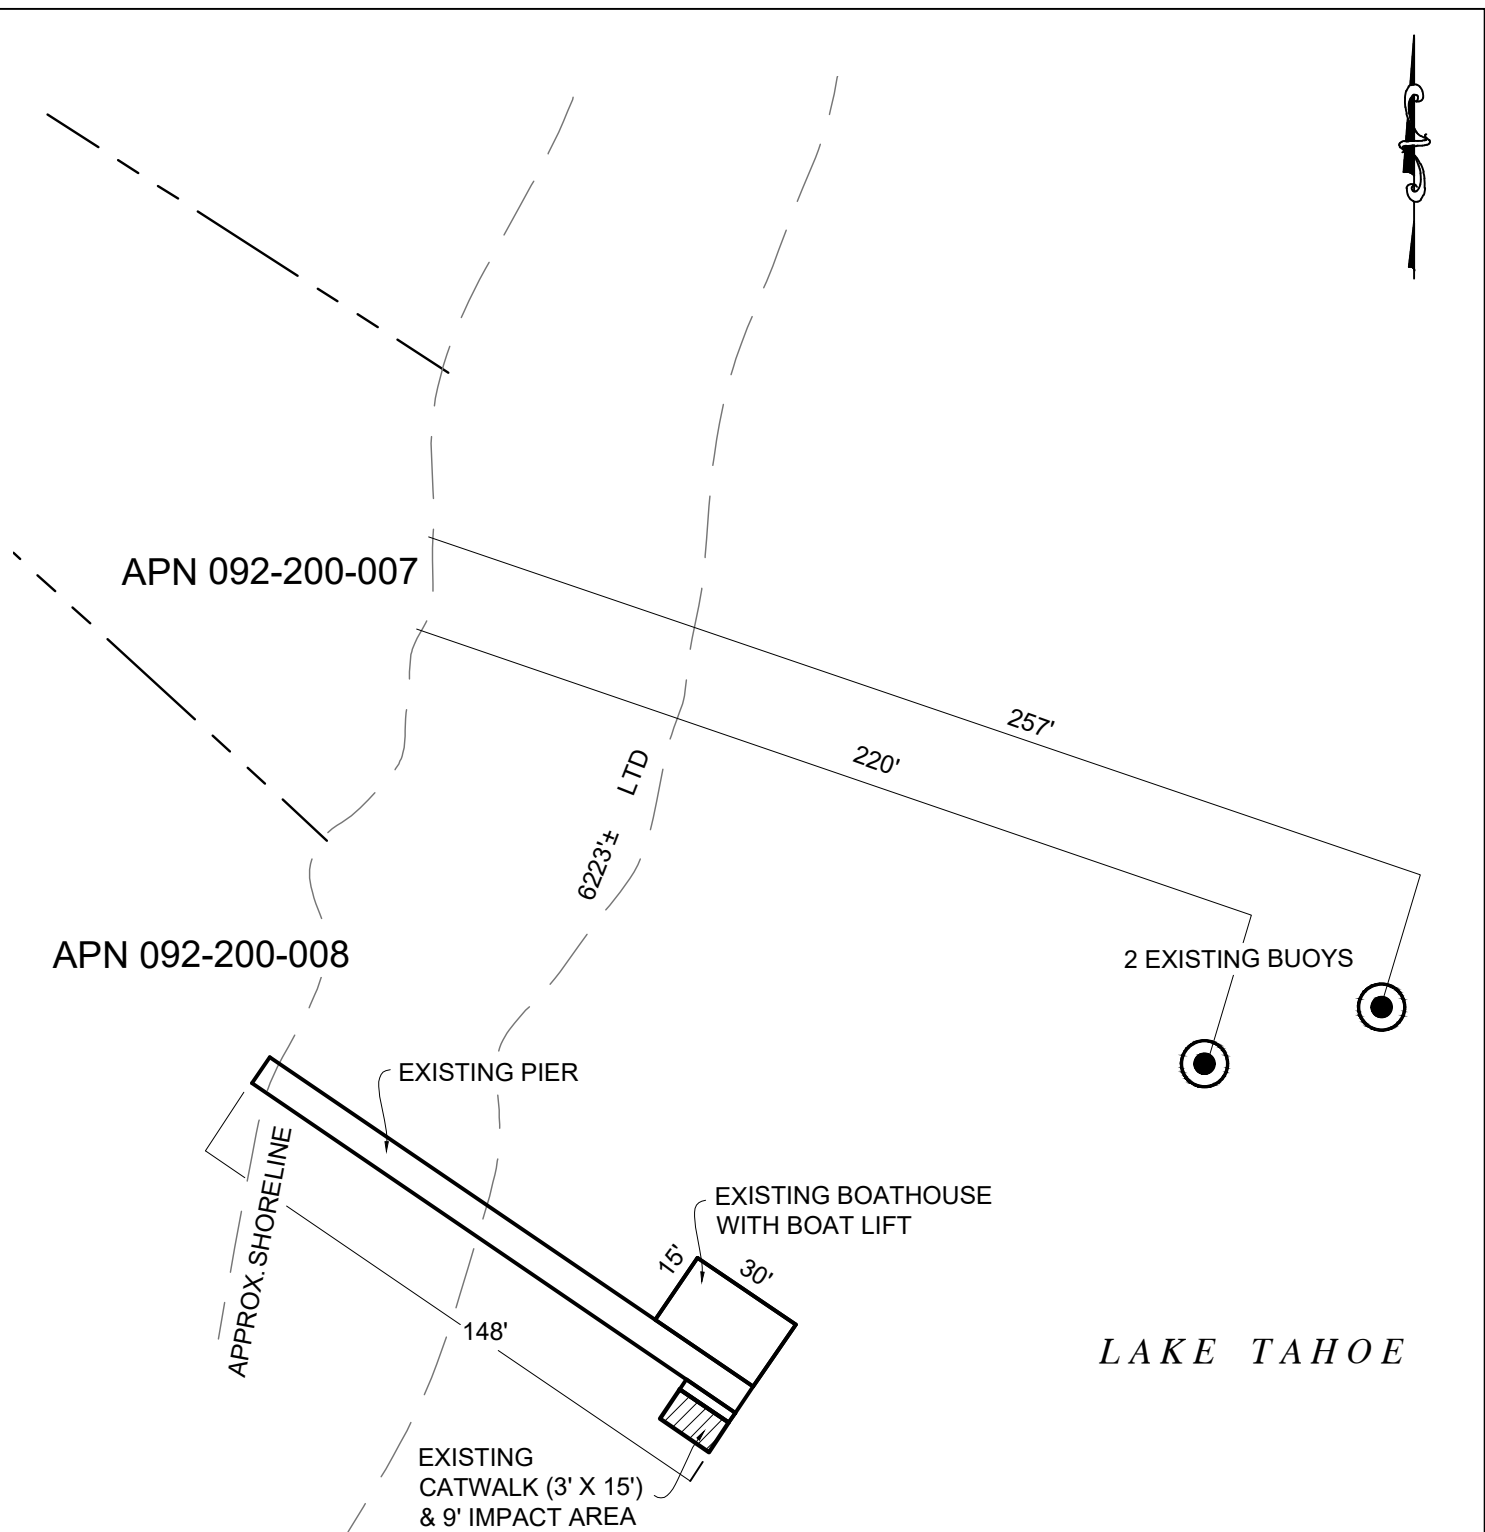 APN 092-200-007
257'
220'
6223'± LTD
APN 092-200-008
2 EXISTING BUOYS
EXISTING PIER
APPROX. SHORELINE
EXISTING BOATHOUSE
WITH BOAT LIFT
15'
30'
148'
LAKE TAHOE
EXISTING
CATWALK (3' X 15')
& 9' IMPACT AREA